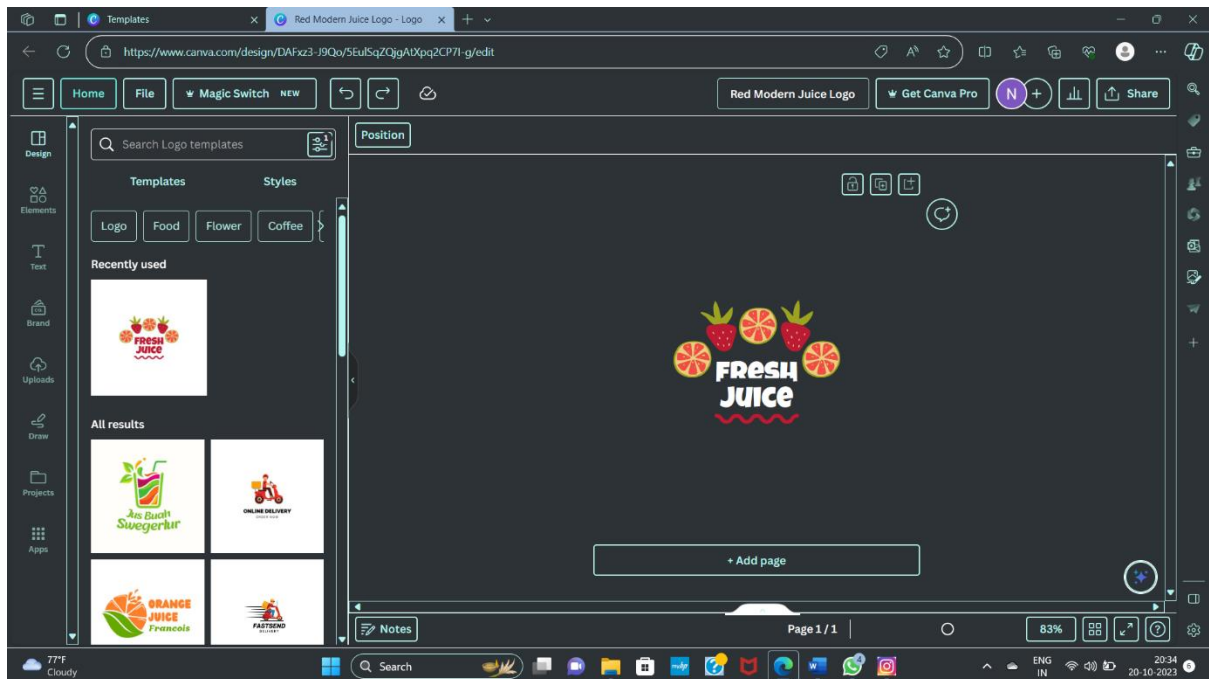 Templates
Red Modern Juice Logo - Logo
https://www.canva.com/design/DAFxz3-J9Qo/5EulSqZQjgAtXpq2CP7I-g/edit
Home
File
Magic Switch NEW
Red Modern Juice Logo
Get Canva Pro
N
Share
Design
Elements
Text
Brand
Uploads
Draw
Projects
Apps
Search Logo templates
1
Templates
Styles
Logo
Food
Flower
Coffee
Recently used
FRESH
JUICE
All results
Jus Buah
Swegerlur
ONLINE DELIVERY
ORANGE
JUICE
Francois
FASTSEND
DELIVERY
Position
FRESH
JUICE
+ Add page
Notes
Page 1 / 1
83%
77°F
Cloudy
Search
ENG
IN
20:34
20-10-2023
6